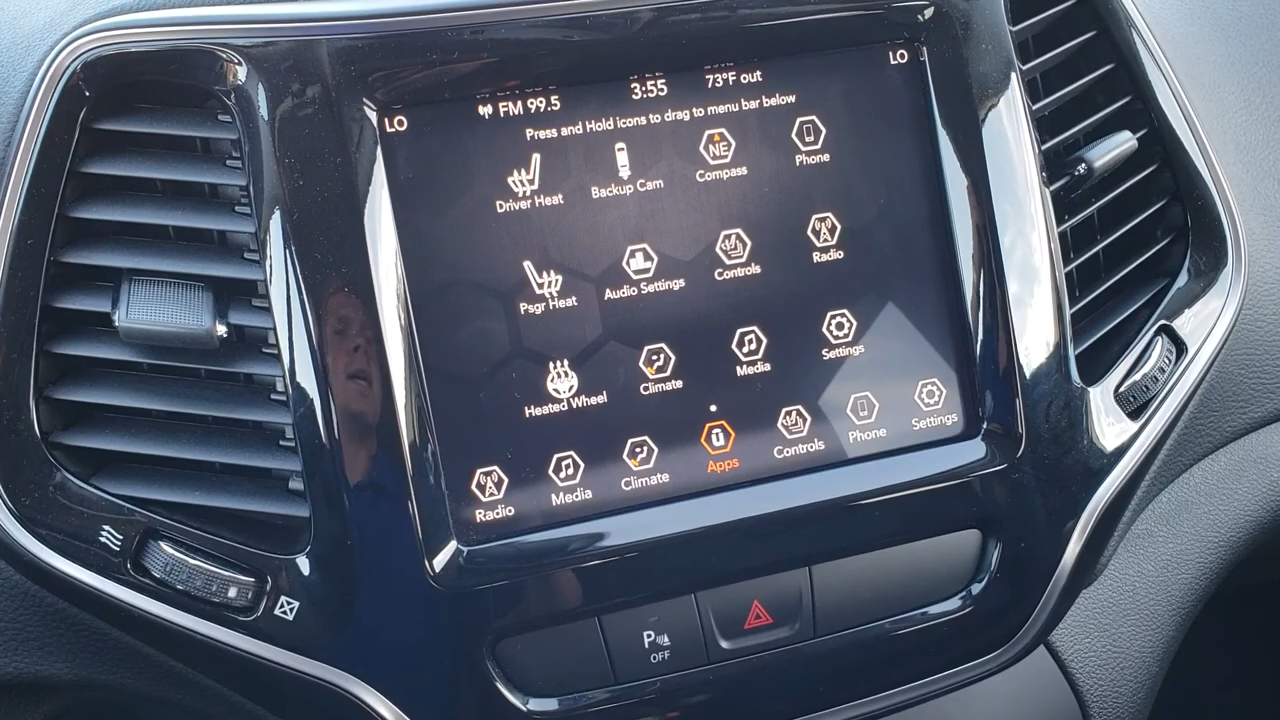 LO FM 99.5 3:55 73°F out LO
Press and Hold icons to drag to menu bar below
Driver Heat Backup Cam NE Compass Phone
Psgr Heat Audio Settings Controls Radio
Heated Wheel Climate Media Settings
Radio Media Climate Apps Controls Phone Settings
P OFF